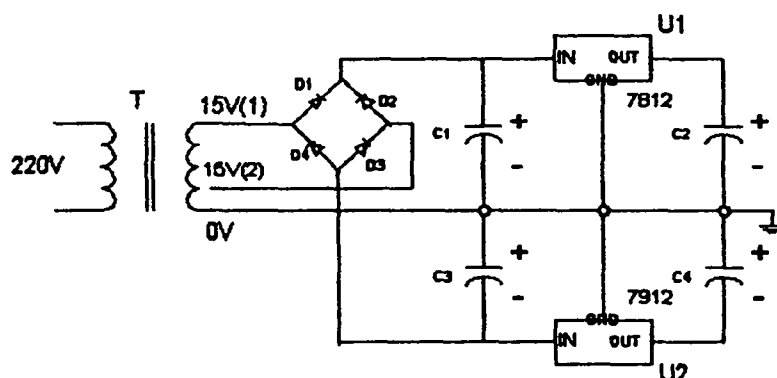 U1
IN OUT
GND
7812
D1
D2
T
15V(1)
C1
+
-
C2
+
-
220V
D4
D3
15V(2)
0V
C3
+
-
7912
C4
+
-
GND
IN OUT
U2